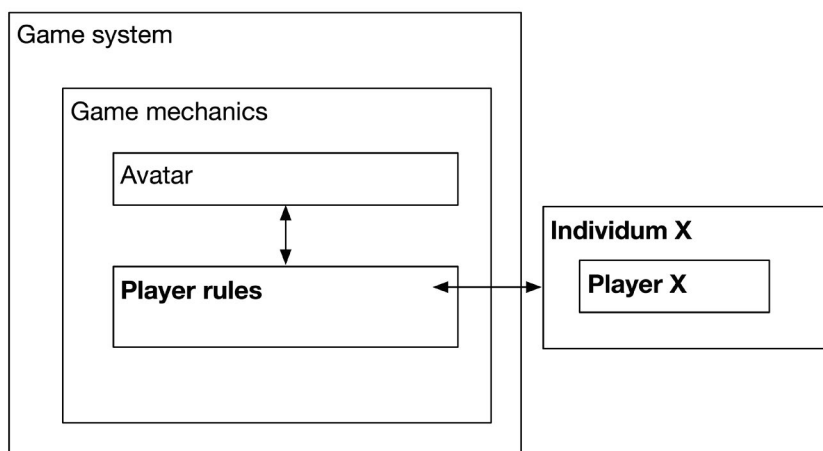 Game system
Game mechanics
Avatar
Player rules
Individum X
Player X